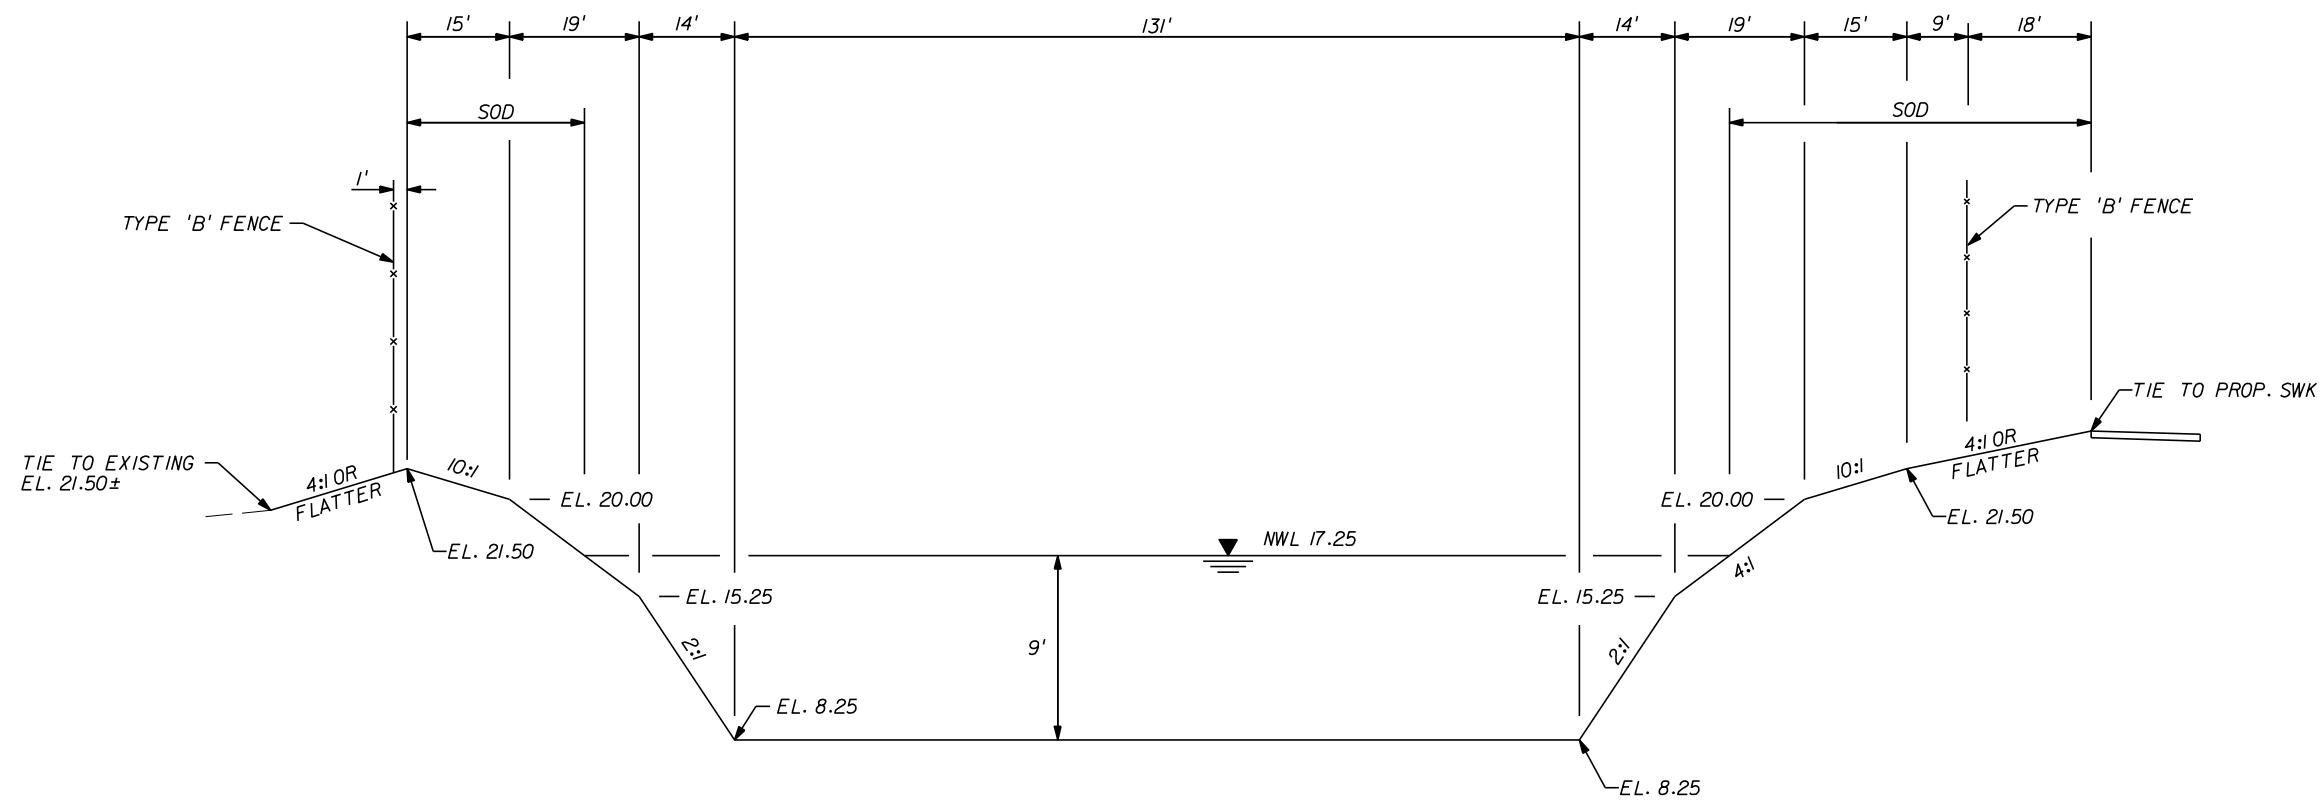 15'
19'
14'
131'
14'
19'
15'
9'
18'
SOD
SOD
1'
TYPE 'B' FENCE
TYPE 'B' FENCE
TIE TO PROP. SWK
TIE TO EXISTING
EL. 21.50±
4:1 OR
FLATTER
10:1
EL. 20.00
EL. 21.50
NWL 17.25
EL. 20.00
10:1
4:1 OR
FLATTER
EL. 21.50
4:1
EL. 15.25
EL. 15.25
2:1
9'
2:1
EL. 8.25
EL. 8.25